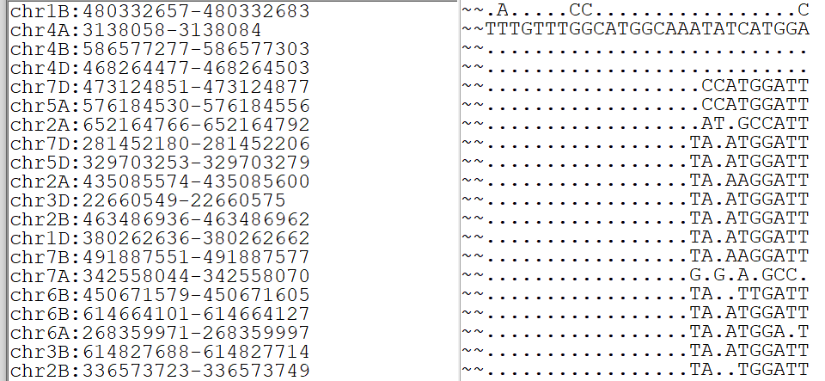 chr1B:480332657-480332683 ~~.A.....CC.................C
chr4A:3138058-3138084 ~~TTTGTTTGGCATGGCAAATATCATGGA
chr4B:586577277-586577303 ~~...........................
chr4D:468264477-468264503 ~~...........................
chr7D:473124851-473124877 ~~..................CCATGGATT
chr5A:576184530-576184556 ~~..................CCATGGATT
chr2A:652164766-652164792 ~~..................AT.GCCATT
chr7D:281452180-281452206 ~~.................TA.ATGGATT
chr5D:329703253-329703279 ~~.................TA.ATGGATT
chr2A:435085574-435085600 ~~.................TA.AAGGATT
chr3D:22660549-22660575 ~~.................TA.ATGGATT
chr2B:463486936-463486962 ~~.................TA.ATGGATT
chr1D:380262636-380262662 ~~.................TA.ATGGATT
chr7B:491887551-491887577 ~~.................TA.AAGGATT
chr7A:342558044-342558070 ~~.................G.G.A.GCC.
chr6B:450671579-450671605 ~~.................TA..TTGATT
chr6B:614664101-614664127 ~~.................TA.ATGGATT
chr6A:268359971-268359997 ~~.................TA.ATGGA.T
chr3B:614827688-614827714 ~~.................TA.ATGGATT
chr2B:336573723-336573749 ~~.................TA..TGGATT